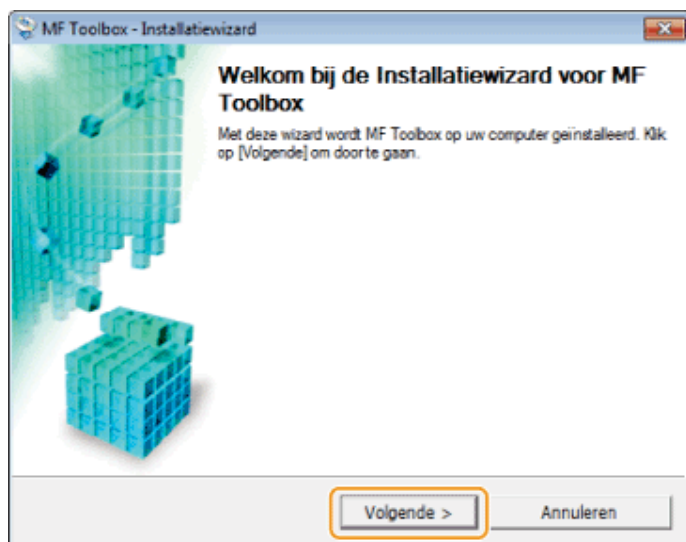 MF Toolbox - Installatiewizard
Welkom bij de Installatiewizard voor MF
Toolbox
Met deze wizard wordt MF Toolbox op uw computer geïnstalleerd. Klik
op [Volgende] om door te gaan.
Volgende >
Annuleren